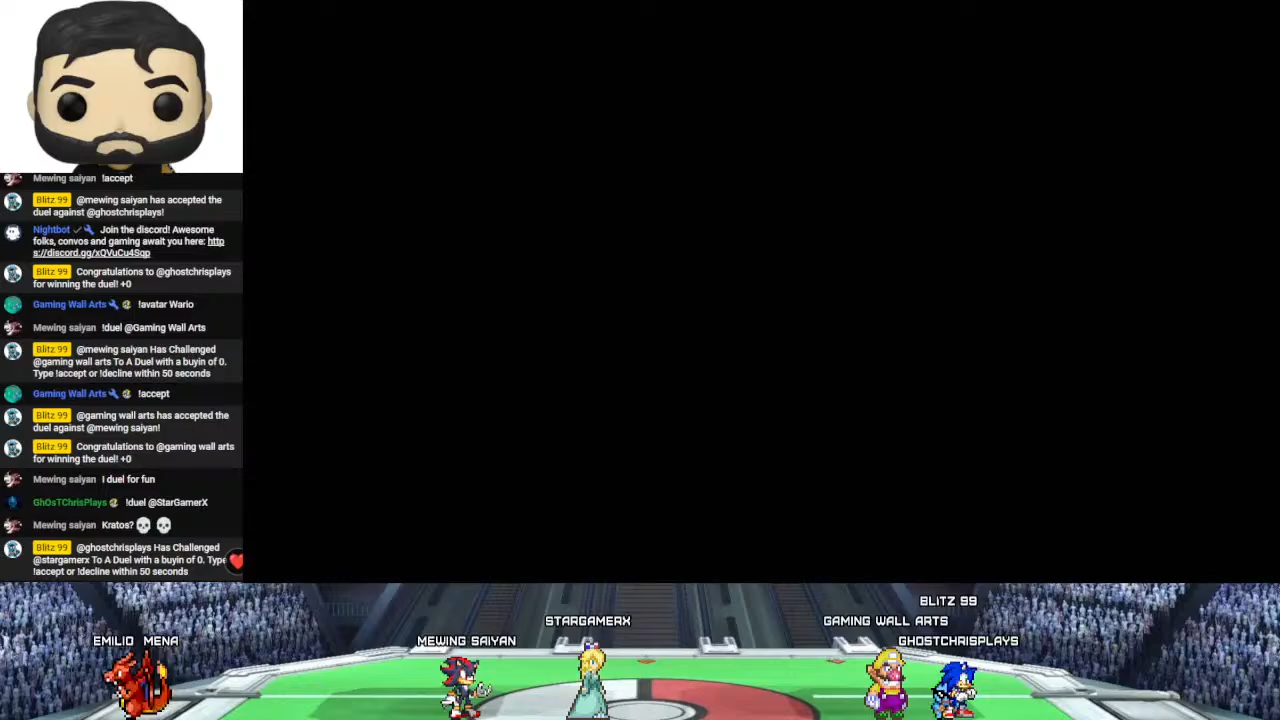 Mewing saiyan !accept
Blitz 99 @mewing saiyan has accepted the
duel against @ghostchrisplays!
Nightbot Join the discord! Awesome
folks, convos and gaming await you here: http
s://discord.gg/xQVuCu4Sqp
Blitz 99 Congratulations to @ghostchrisplays
for winning the duel! +0
Gaming Wall Arts !avatar Wario
Mewing saiyan !duel @Gaming Wall Arts
Blitz 99 @mewing saiyan Has Challenged
@gaming wall arts To A Duel with a buyin of 0.
Type !accept or !decline within 50 seconds
Gaming Wall Arts !accept
Blitz 99 @gaming wall arts has accepted the
duel against @mewing saiyan!
Blitz 99 Congratulations to @gaming wall arts
for winning the duel! +0
Mewing saiyan I duel for fun
GhOsTChrisPlays !duel @StarGamerX
Mewing saiyan Kratos?
Blitz 99 @ghostchrisplays Has Challenged
@stargamerx To A Duel with a buyin of 0. Type
!accept or !decline within 50 seconds
BLITZ 99
STARGAMERX
GAMING WALL ARTS
EMILIO MENA
MEWING SAIYAN
GHOSTCHRISPLAYS